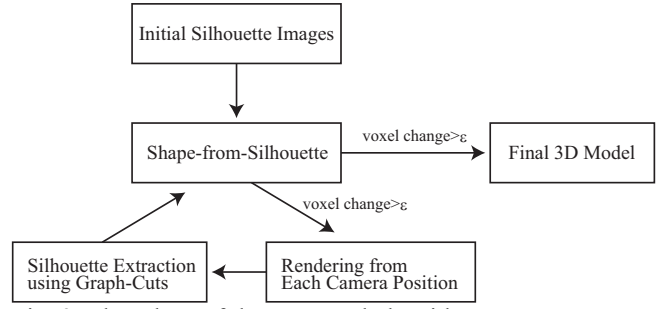 Initial Silhouette Images
Shape-from-Silhouette
voxel change>ε
Final 3D Model
voxel change>ε
Silhouette Extraction
using Graph-Cuts
Rendering from
Each Camera Position